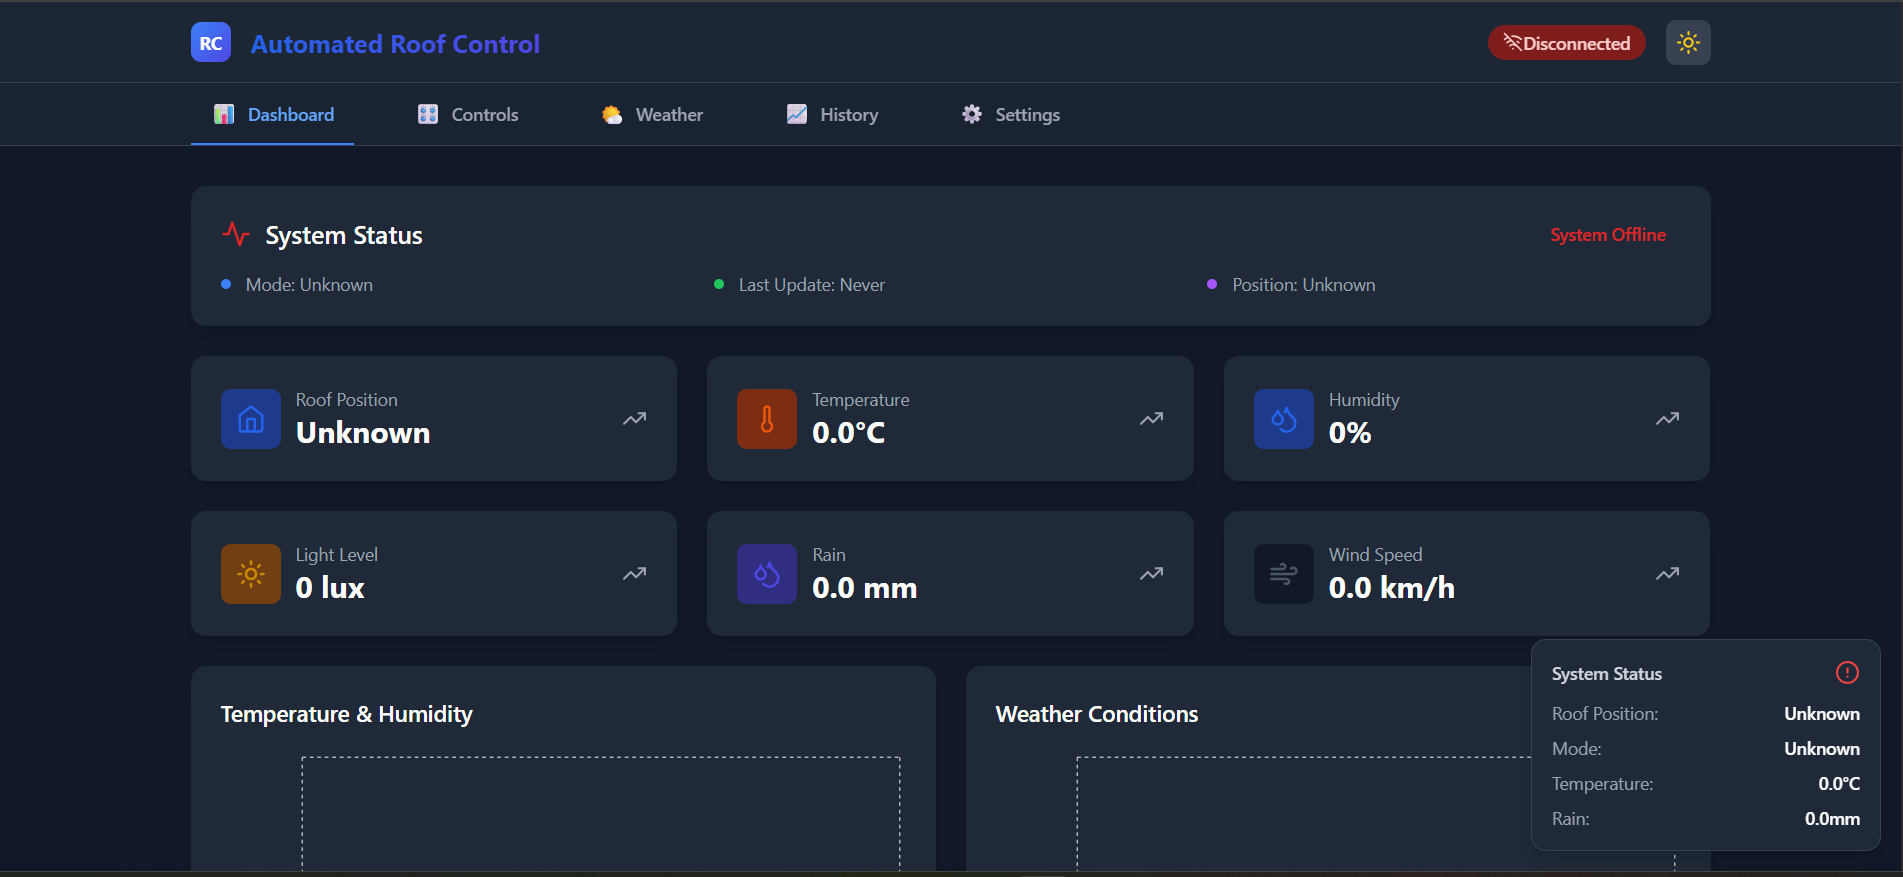 RC
Automated Roof Control
Disconnected
Dashboard
Controls
Weather
History
Settings
System Status
System Offline
Mode: Unknown
Last Update: Never
Position: Unknown
Roof Position
Unknown
Temperature
0.0°C
Humidity
0%
Light Level
0 lux
Rain
0.0 mm
Wind Speed
0.0 km/h
Temperature & Humidity
Weather Conditions
System Status
Roof Position: Unknown
Mode: Unknown
Temperature: 0.0°C
Rain: 0.0mm